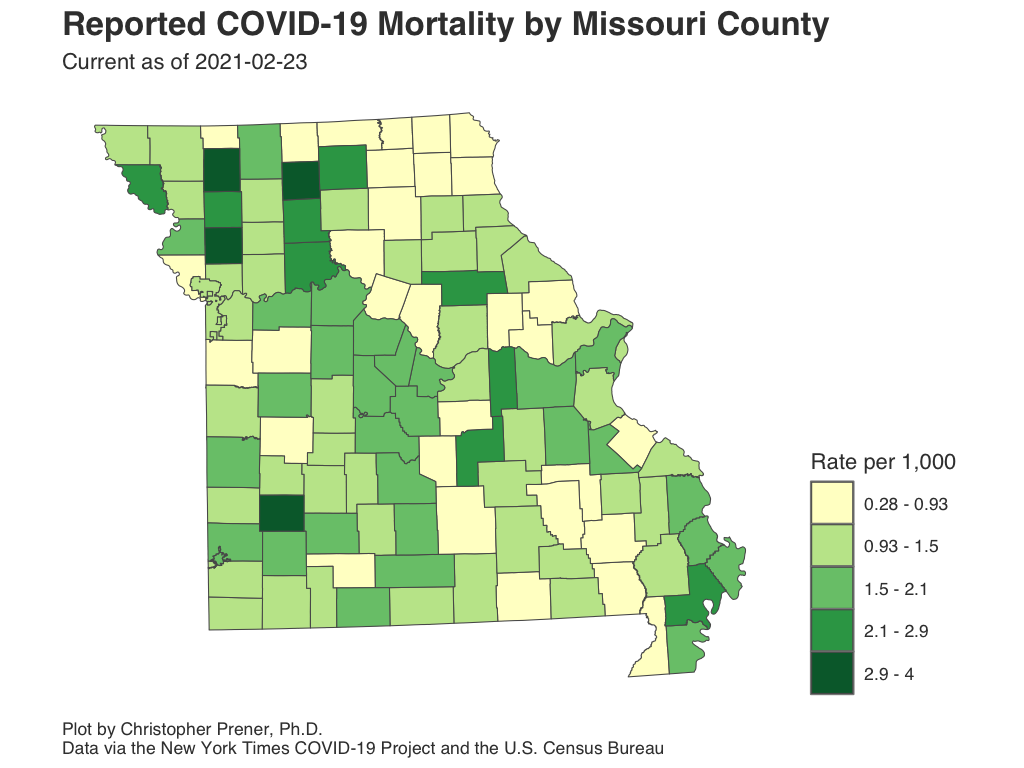 Reported COVID-19 Mortality by Missouri County
Current as of 2021-02-23
Rate per 1,000
0.28 - 0.93
0.93 - 1.5
1.5 - 2.1
2.1 - 2.9
2.9 - 4
Plot by Christopher Prener, Ph.D.
Data via the New York Times COVID-19 Project and the U.S. Census Bureau